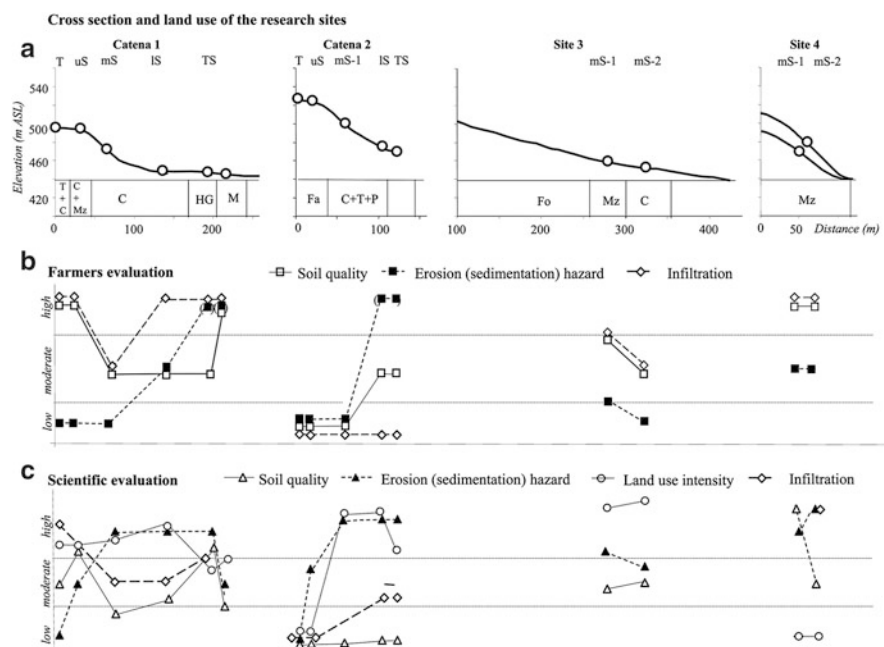 Cross section and land use of the research sites
a
Catena 1
Catena 2
Site 3
Site 4
T uS mS lS TS
T uS mS-1 lS TS
mS-1 mS-2
mS-1 mS-2
Elevation (m ASL)
540
500
460
420
T + C
C + Mz
C
HG
M
Fa
C+T+P
Fo
Mz
C
Mz
0 100 200
0 100
100 200 300 400
0 50 Distance (m)
b
Farmers evaluation
Soil quality
Erosion (sedimentation) hazard
Infiltration
high
moderate
low
c
Scientific evaluation
Soil quality
Erosion (sedimentation) hazard
Land use intensity
Infiltration
high
moderate
low